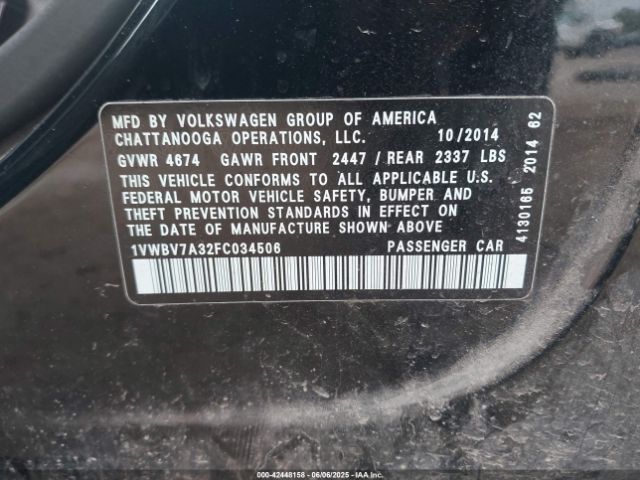 MFD BY VOLKSWAGEN GROUP OF AMERICA
CHATTANOOGA OPERATIONS, LLC. 10/2014
GVWR 4674 GAWR FRONT 2447/REAR 2337 LBS
THIS VEHICLE CONFORMS TO ALL APPLICABLE U.S.
FEDERAL MOTOR VEHICLE SAFETY, BUMPER AND
THEFT PREVENTION STANDARDS IN EFFECT ON
THE DATE OF MANUFACTURE SHOWN ABOVE
1VWBV7A32FC034506 PASSENGER CAR
4130165 2014 62
000-42448158 - 06/06/2025 - IAA Inc.